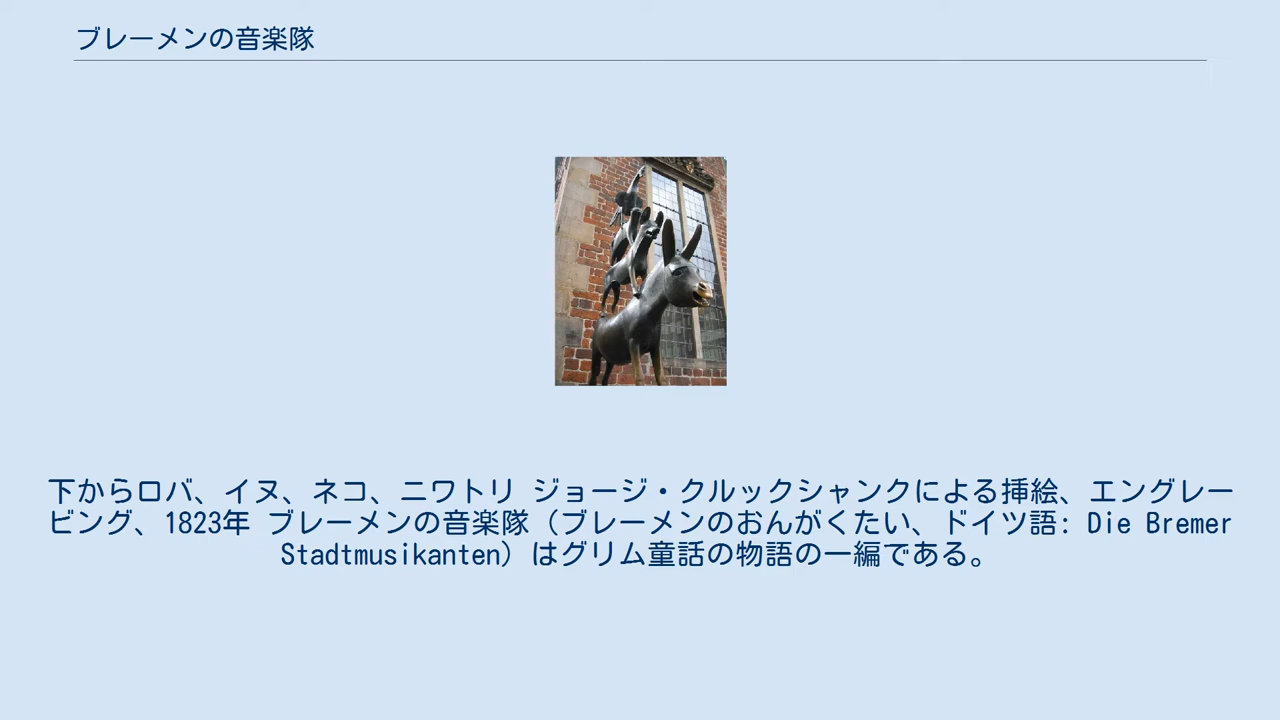 ブレーメンの音楽隊
下からロバ、イヌ、ネコ、ニワトリ ジョージ・クルックシャンクによる挿絵、エングレー
ビング、1823年 ブレーメンの音楽隊（ブレーメンのおんがくたい、ドイツ語: Die Bremer
Stadtmusikanten）はグリム童話の物語の一編である。